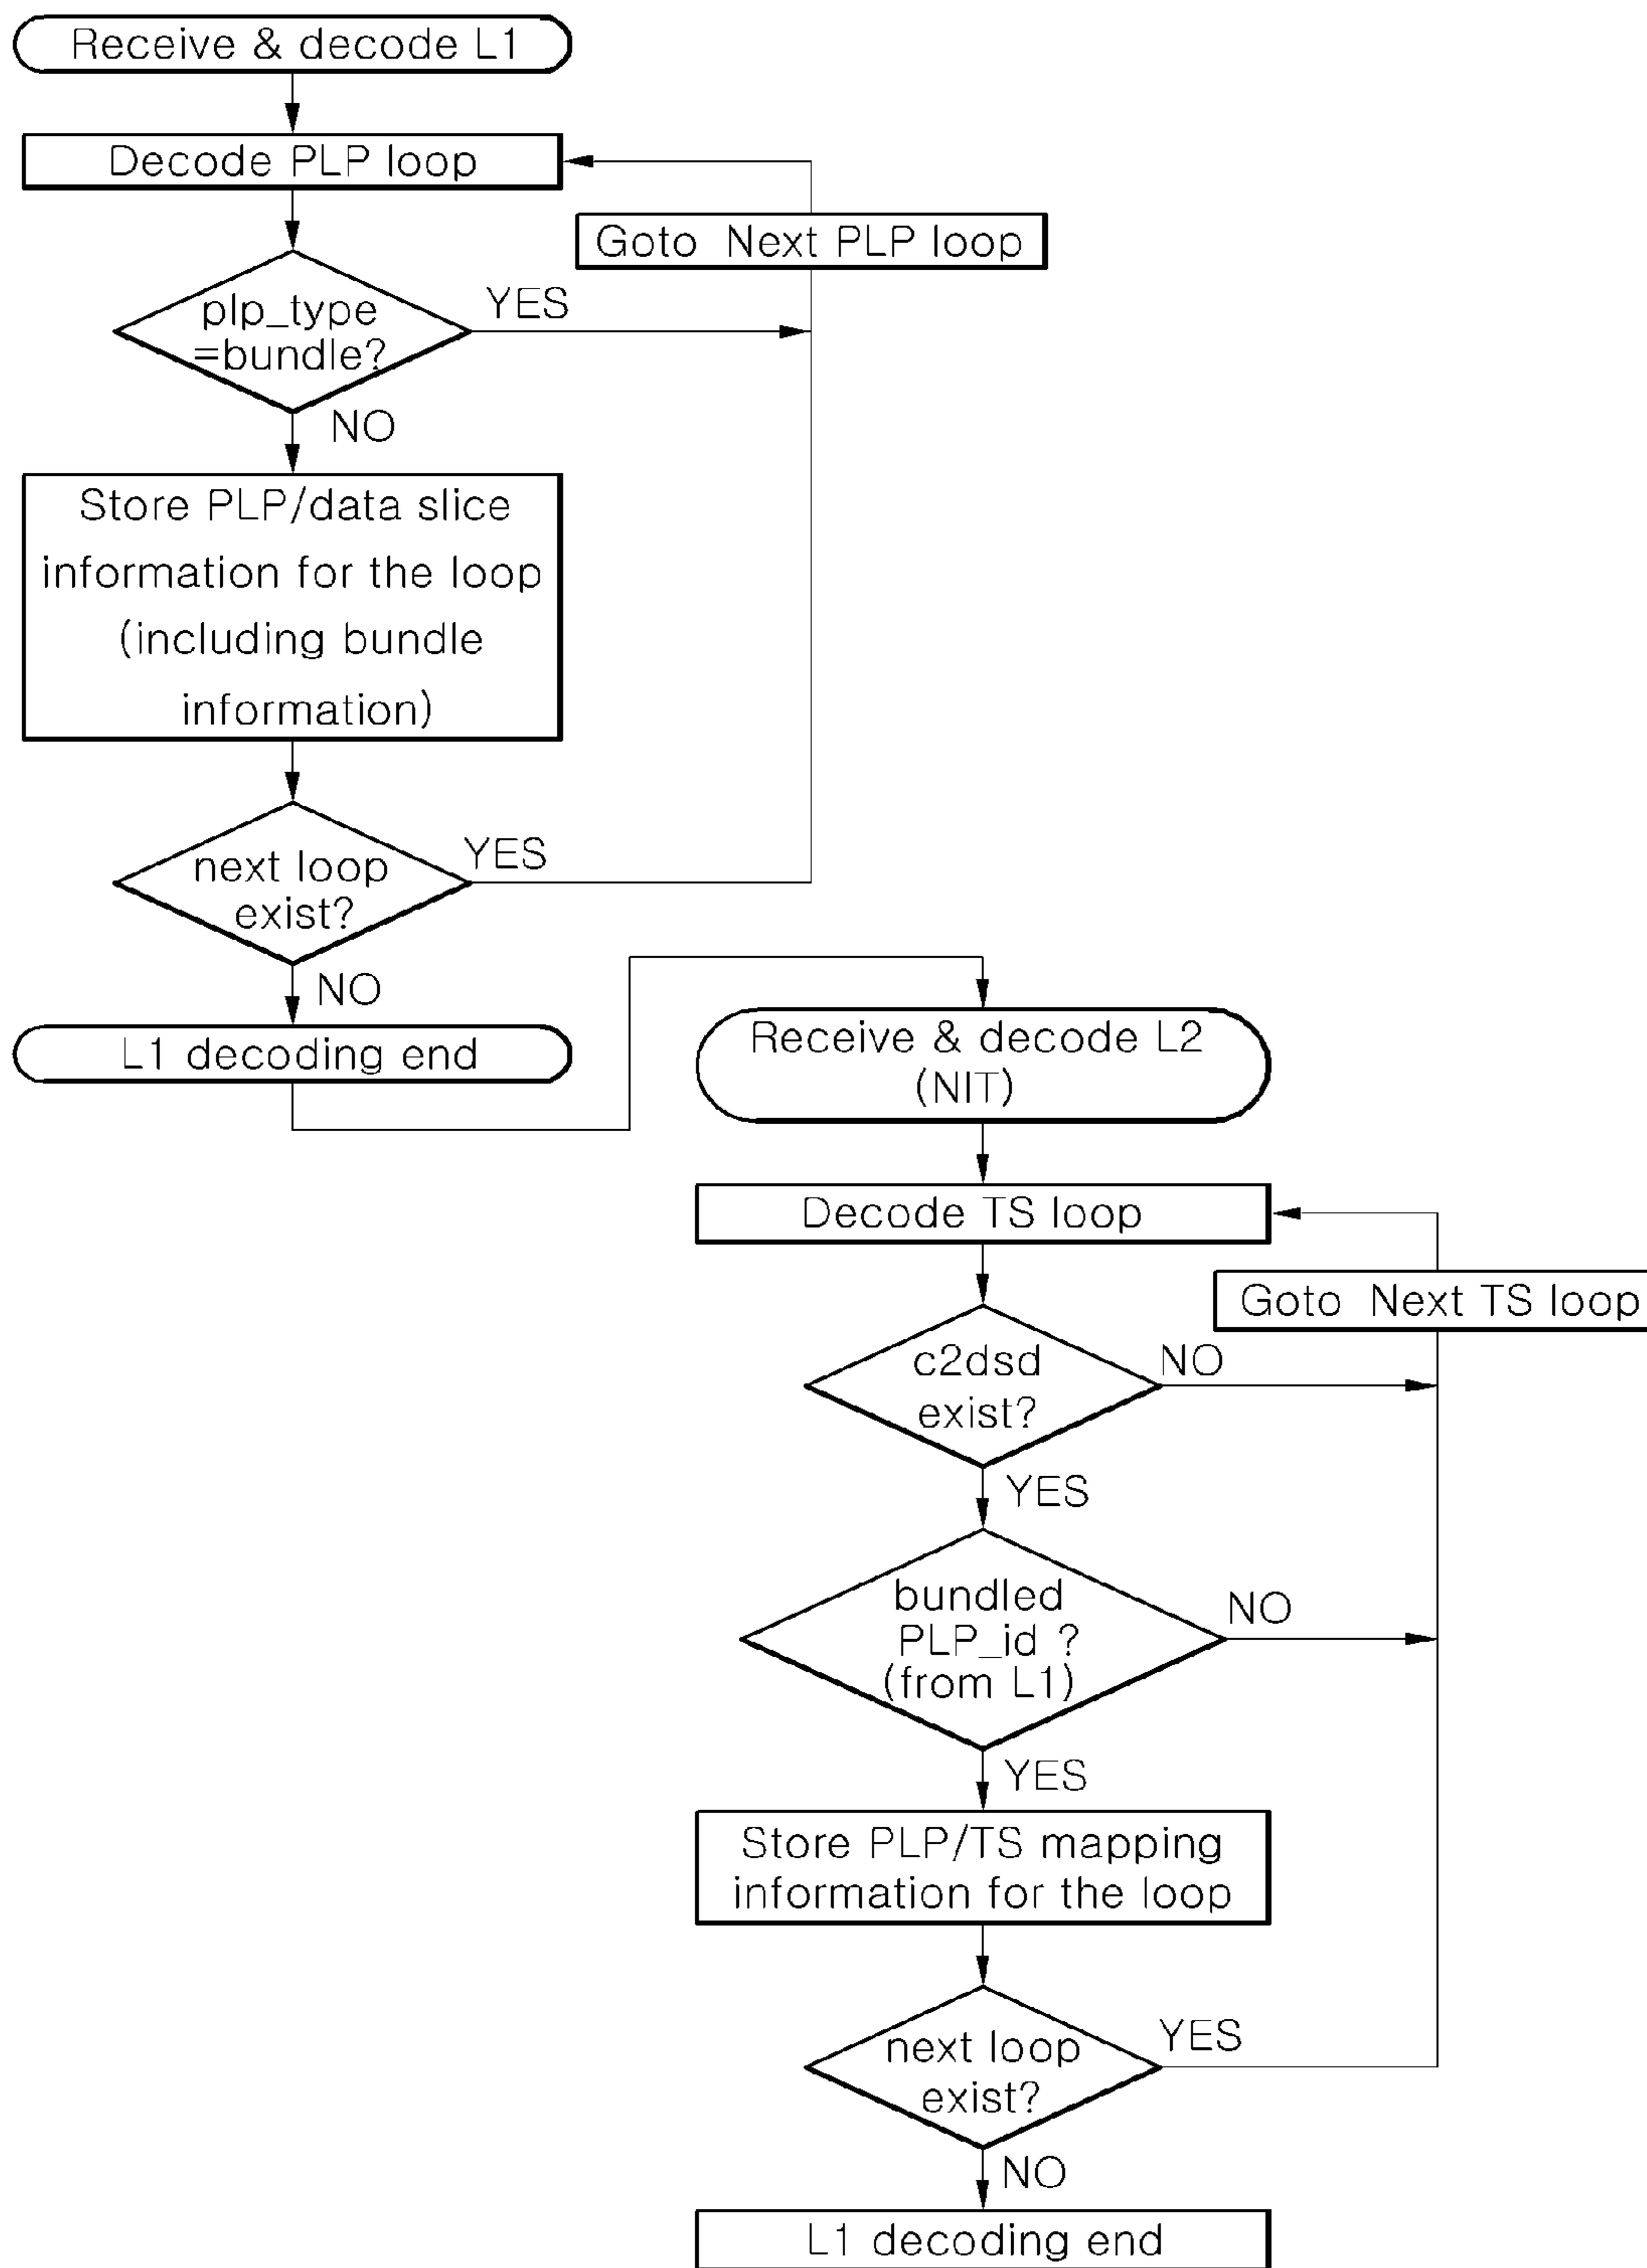 Receive & decode L1
Decode PLP loop
Goto Next PLP loop
plp_type
=bundle?
YES
NO
Store PLP/data slice
information for the loop
(including bundle
information)
next loop
exist?
YES
NO
L1 decoding end
Receive & decode L2
(NIT)
Decode TS loop
Goto Next TS loop
c2dsd
exist?
NO
YES
bundled
PLP_id ?
(from L1)
NO
YES
Store PLP/TS mapping
information for the loop
next loop
exist?
YES
NO
L1 decoding end